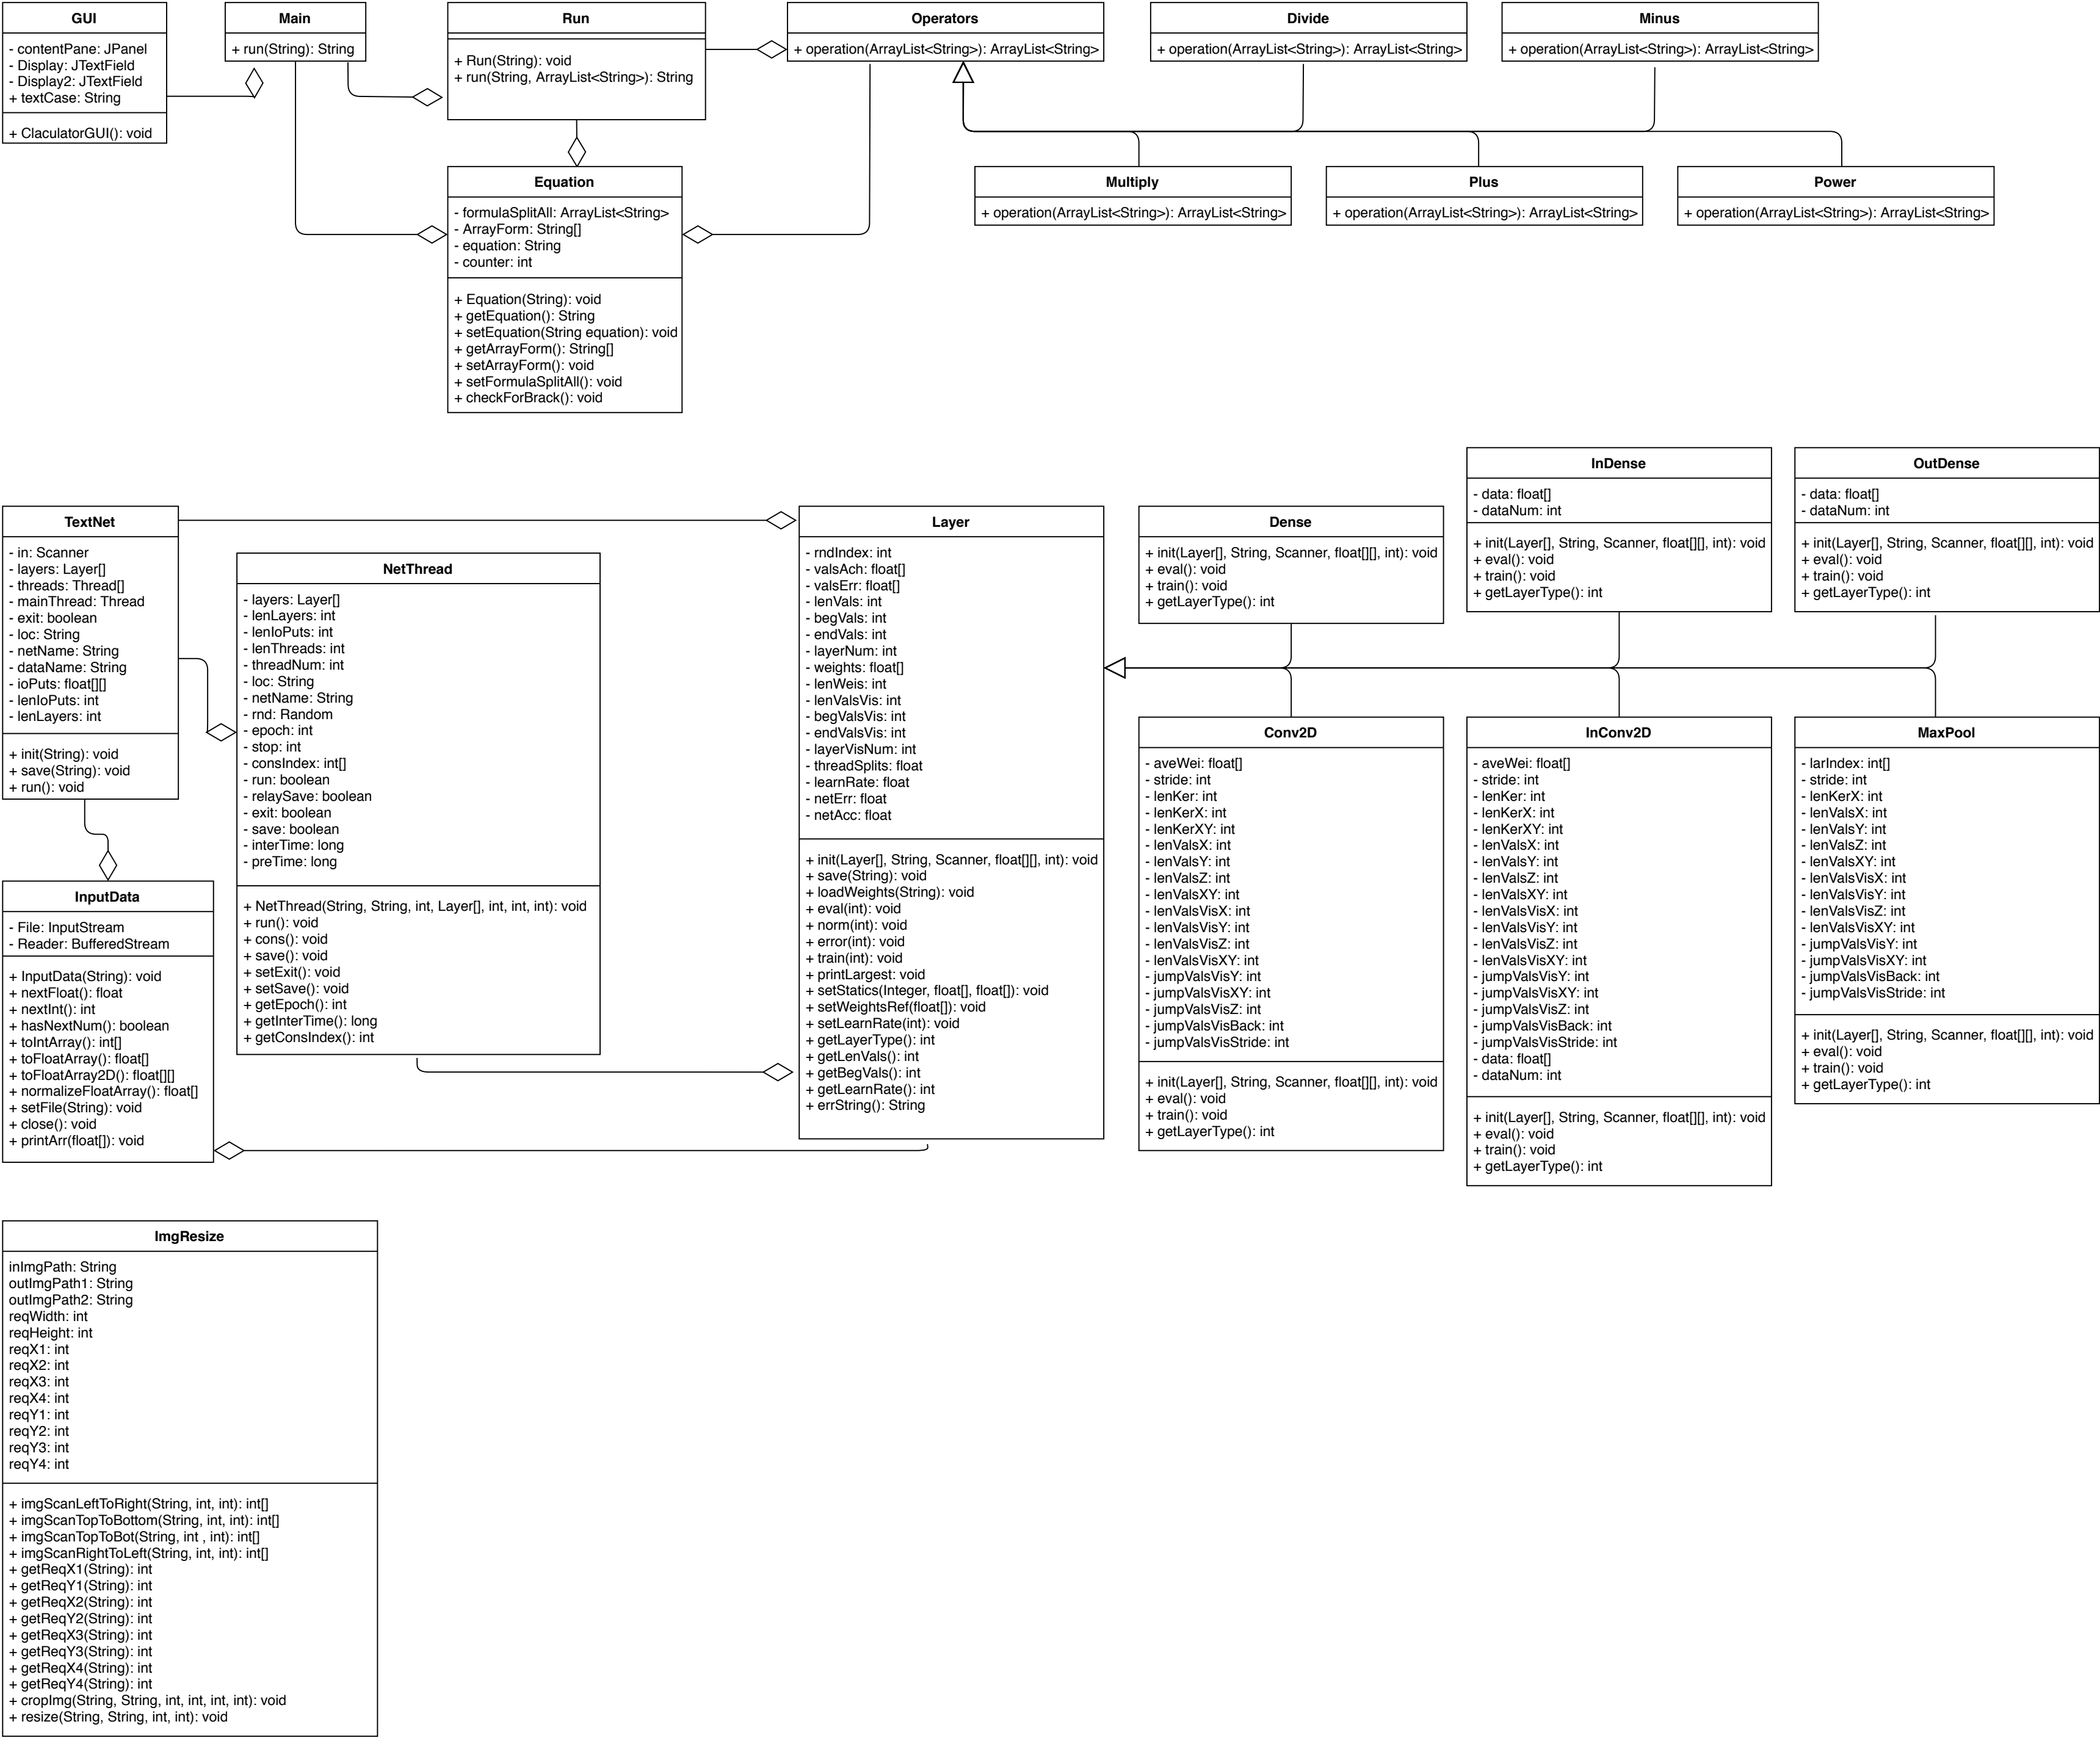 GUI
- contentPane: JPanel
- Display: JTextField
- Display2: JTextField
+ textCase: String
+ ClaculatorGUI(): void
Main
+ run(String): String
Run
+ Run(String): void
+ run(String, ArrayList<String>): String
Operators
+ operation(ArrayList<String>): ArrayList<String>
Divide
+ operation(ArrayList<String>): ArrayList<String>
Minus
+ operation(ArrayList<String>): ArrayList<String>
Equation
- formulaSplitAll: ArrayList<String>
- ArrayForm: String[]
- equation: String
- counter: int
+ Equation(String): void
+ getEquation(): String
+ setEquation(String equation): void
+ getArrayForm(): String[]
+ setArrayForm(): void
+ setFormulaSplitAll(): void
+ checkForBrack(): void
Multiply
+ operation(ArrayList<String>): ArrayList<String>
Plus
+ operation(ArrayList<String>): ArrayList<String>
Power
+ operation(ArrayList<String>): ArrayList<String>
TextNet
- in: Scanner
- layers: Layer[]
- threads: Thread[]
- mainThread: Thread
- exit: boolean
- loc: String
- netName: String
- dataName: String
- ioPuts: float[][]
- lenIoPuts: int
- lenLayers: int
+ init(String): void
+ save(String): void
+ run(): void
NetThread
- layers: Layer[]
- lenLayers: int
- lenIoPuts: int
- lenThreads: int
- threadNum: int
- loc: String
- netName: String
- rnd: Random
- epoch: int
- stop: int
- consIndex: int[]
- run: boolean
- relaySave: boolean
- exit: boolean
- save: boolean
- interTime: long
- preTime: long
+ NetThread(String, String, int, Layer[], int, int, int): void
+ run(): void
+ cons(): void
+ save(): void
+ setExit(): void
+ setSave(): void
+ getEpoch(): int
+ getInterTime(): long
+ getConsIndex(): int
Layer
- rndIndex: int
- valsAch: float[]
- valsErr: float[]
- lenVals: int
- begVals: int
- endVals: int
- layerNum: int
- weights: float[]
- lenWeis: int
- lenValsVis: int
- begValsVis: int
- endValsVis: int
- layerVisNum: int
- threadSplits: float
- learnRate: float
- netErr: float
- netAcc: float
+ init(Layer[], String, Scanner, float[][], int): void
+ save(String): void
+ loadWeights(String): void
+ eval(int): void
+ norm(int): void
+ error(int): void
+ train(int): void
+ printLargest: void
+ setStatics(Integer, float[], float[]): void
+ setWeightsRef(float[]): void
+ setLearnRate(int): void
+ getLayerType(): int
+ getLenVals(): int
+ getBegVals(): int
+ getLearnRate(): int
+ errString(): String
Dense
+ init(Layer[], String, Scanner, float[][], int): void
+ eval(): void
+ train(): void
+ getLayerType(): int
InDense
- data: float[]
- dataNum: int
+ init(Layer[], String, Scanner, float[][], int): void
+ eval(): void
+ train(): void
+ getLayerType(): int
OutDense
- data: float[]
- dataNum: int
+ init(Layer[], String, Scanner, float[][], int): void
+ eval(): void
+ train(): void
+ getLayerType(): int
Conv2D
- aveWei: float[]
- stride: int
- lenKer: int
- lenKerX: int
- lenKerXY: int
- lenValsX: int
- lenValsY: int
- lenValsZ: int
- lenValsXY: int
- lenValsVisX: int
- lenValsVisY: int
- lenValsVisZ: int
- lenValsVisXY: int
- jumpValsVisY: int
- jumpValsVisXY: int
- jumpValsVisZ: int
- jumpValsVisBack: int
- jumpValsVisStride: int
+ init(Layer[], String, Scanner, float[][], int): void
+ eval(): void
+ train(): void
+ getLayerType(): int
InConv2D
- aveWei: float[]
- stride: int
- lenKer: int
- lenKerX: int
- lenKerXY: int
- lenValsX: int
- lenValsY: int
- lenValsZ: int
- lenValsXY: int
- lenValsVisX: int
- lenValsVisY: int
- lenValsVisZ: int
- lenValsVisXY: int
- jumpValsVisY: int
- jumpValsVisXY: int
- jumpValsVisZ: int
- jumpValsVisBack: int
- jumpValsVisStride: int
- data: float[]
- dataNum: int
+ init(Layer[], String, Scanner, float[][], int): void
+ eval(): void
+ train(): void
+ getLayerType(): int
MaxPool
- larIndex: int[]
- stride: int
- lenKerX: int
- lenValsX: int
- lenValsY: int
- lenValsZ: int
- lenValsXY: int
- lenValsVisX: int
- lenValsVisY: int
- lenValsVisZ: int
- lenValsVisXY: int
- jumpValsVisY: int
- jumpValsVisXY: int
- jumpValsVisBack: int
- jumpValsVisStride: int
+ init(Layer[], String, Scanner, float[][], int): void
+ eval(): void
+ train(): void
+ getLayerType(): int
InputData
- File: InputStream
- Reader: BufferedStream
+ InputData(String): void
+ nextFloat(): float
+ nextInt(): int
+ hasNextNum(): boolean
+ toIntArray(): int[]
+ toFloatArray(): float[]
+ toFloatArray2D(): float[][]
+ normalizeFloatArray(): float[]
+ setFile(String): void
+ close(): void
+ printArr(float[]): void
ImgResize
inImgPath: String
outImgPath1: String
outImgPath2: String
reqWidth: int
reqHeight: int
reqX1: int
reqX2: int
reqX3: int
reqX4: int
reqY1: int
reqY2: int
reqY3: int
reqY4: int
+ imgScanLeftToRight(String, int, int): int[]
+ imgScanTopToBottom(String, int, int): int[]
+ imgScanTopToBot(String, int , int): int[]
+ imgScanRightToLeft(String, int, int): int[]
+ getReqX1(String): int
+ getReqY1(String): int
+ getReqX2(String): int
+ getReqY2(String): int
+ getReqX3(String): int
+ getReqY3(String): int
+ getReqX4(String): int
+ getReqY4(String): int
+ cropImg(String, String, int, int, int, int): void
+ resize(String, String, int, int): void